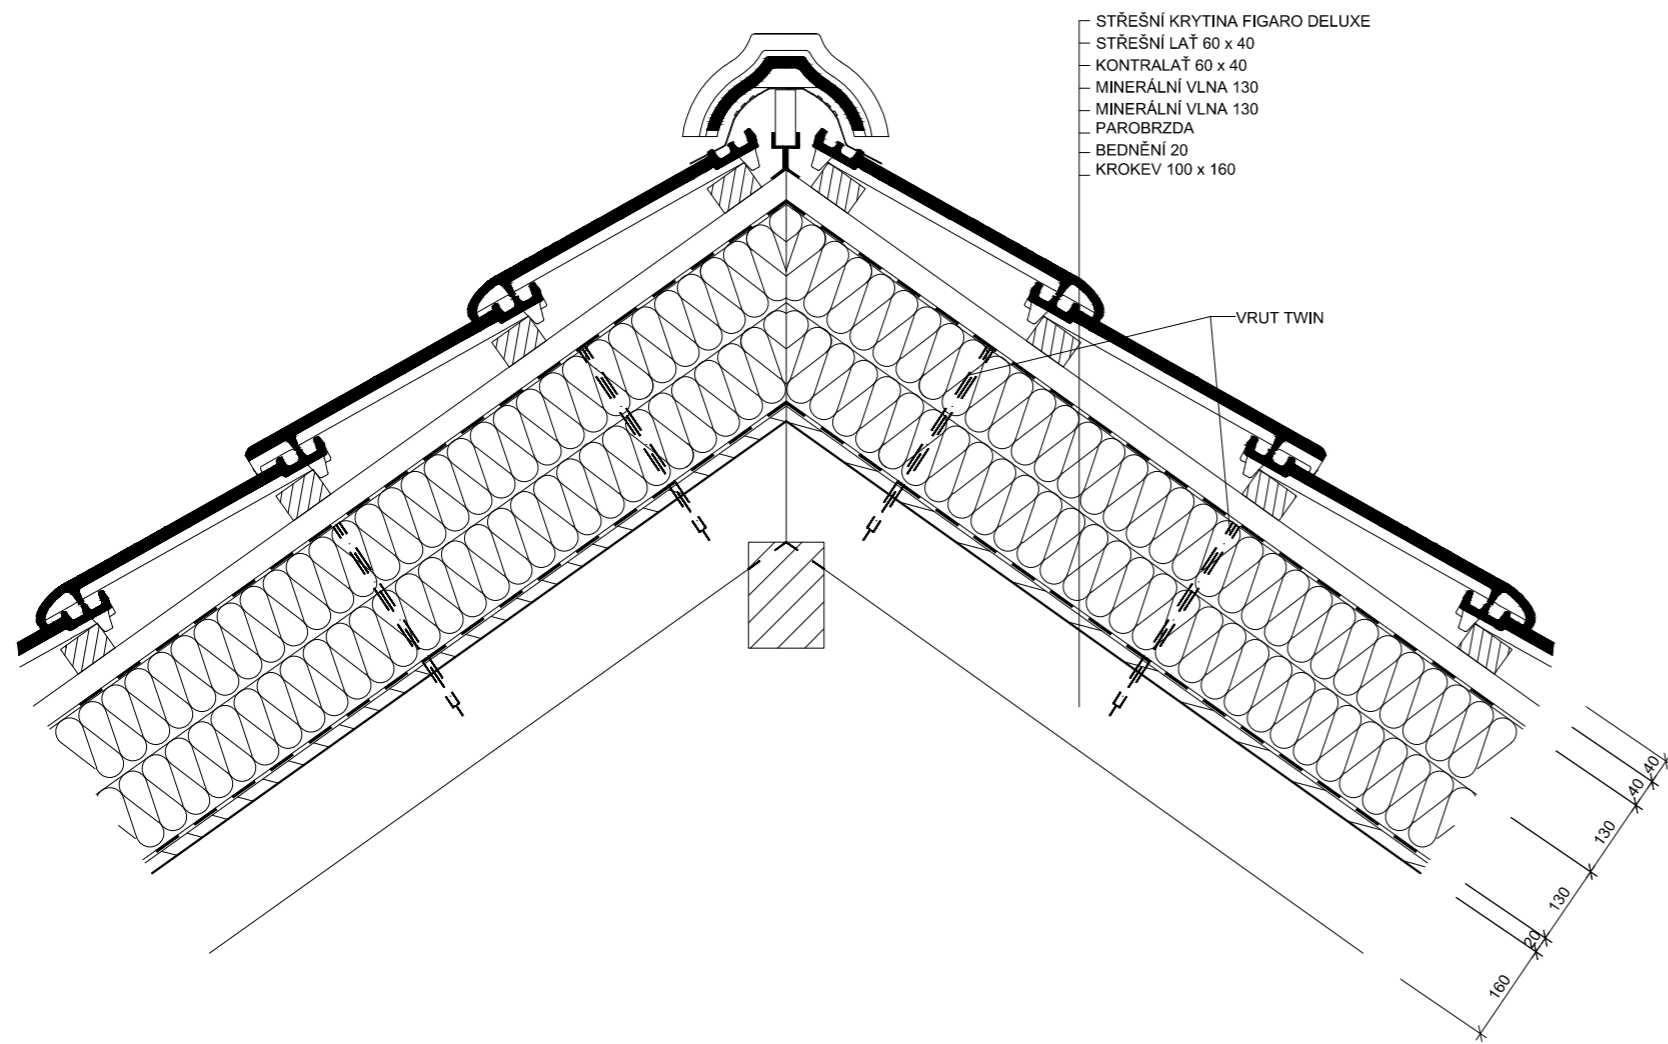 STŘEŠNÍ KRYTINA FIGARO DELUXE
STŘEŠNÍ LAŤ 60 x 40
KONTRALAŤ 60 x 40
MINERÁLNÍ VLNA 130
MINERÁLNÍ VLNA 130
PAROBRZDA
BEDNĚNÍ 20
KROKEV 100 x 160
VRUT TWIN
40
40
130
130
20
160